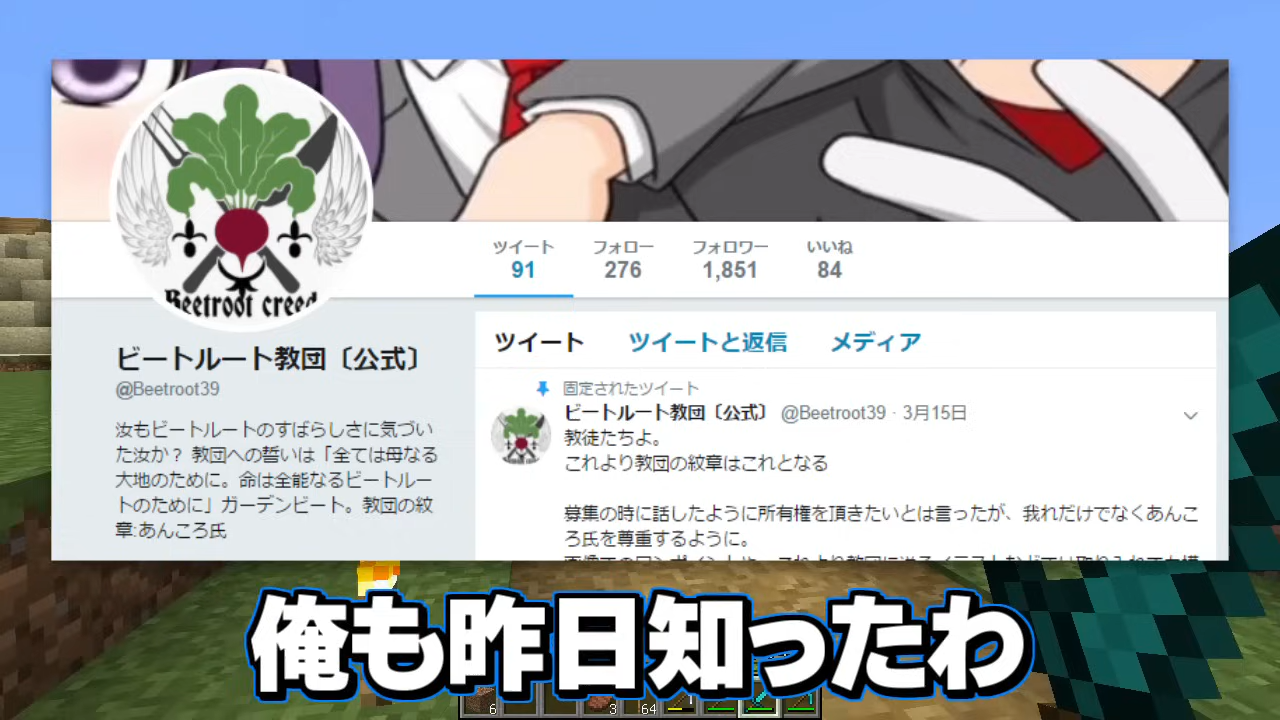 Beetroot creed
ツイート フォロー フォロワー いいね
91 276 1,851 84
ビートルート教団〔公式〕
@Beetroot39
汝もビートルートのすばらしさに気づい
た汝か？ 教団への誓いは「全ては母なる
大地のために。命は全能なるビートルー
トのために」ガーデンビート。教団の紋
章:あんころ氏
ツイート ツイートと返信 メディア
固定されたツイート
ビートルート教団〔公式〕 @Beetroot39 · 3月15日
教徒たちよ。
これより教団の紋章はこれとなる
募集の時に話したように所有権を頂きたいとは言ったが、我れだけでなくあんこ
ろ氏を尊重するように。
俺も昨日知ったわ
6 3 64 1 1